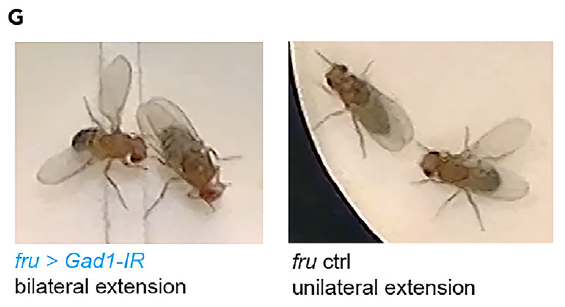 G
fru > Gad1-IR
bilateral extension
fru ctrl
unilateral extension